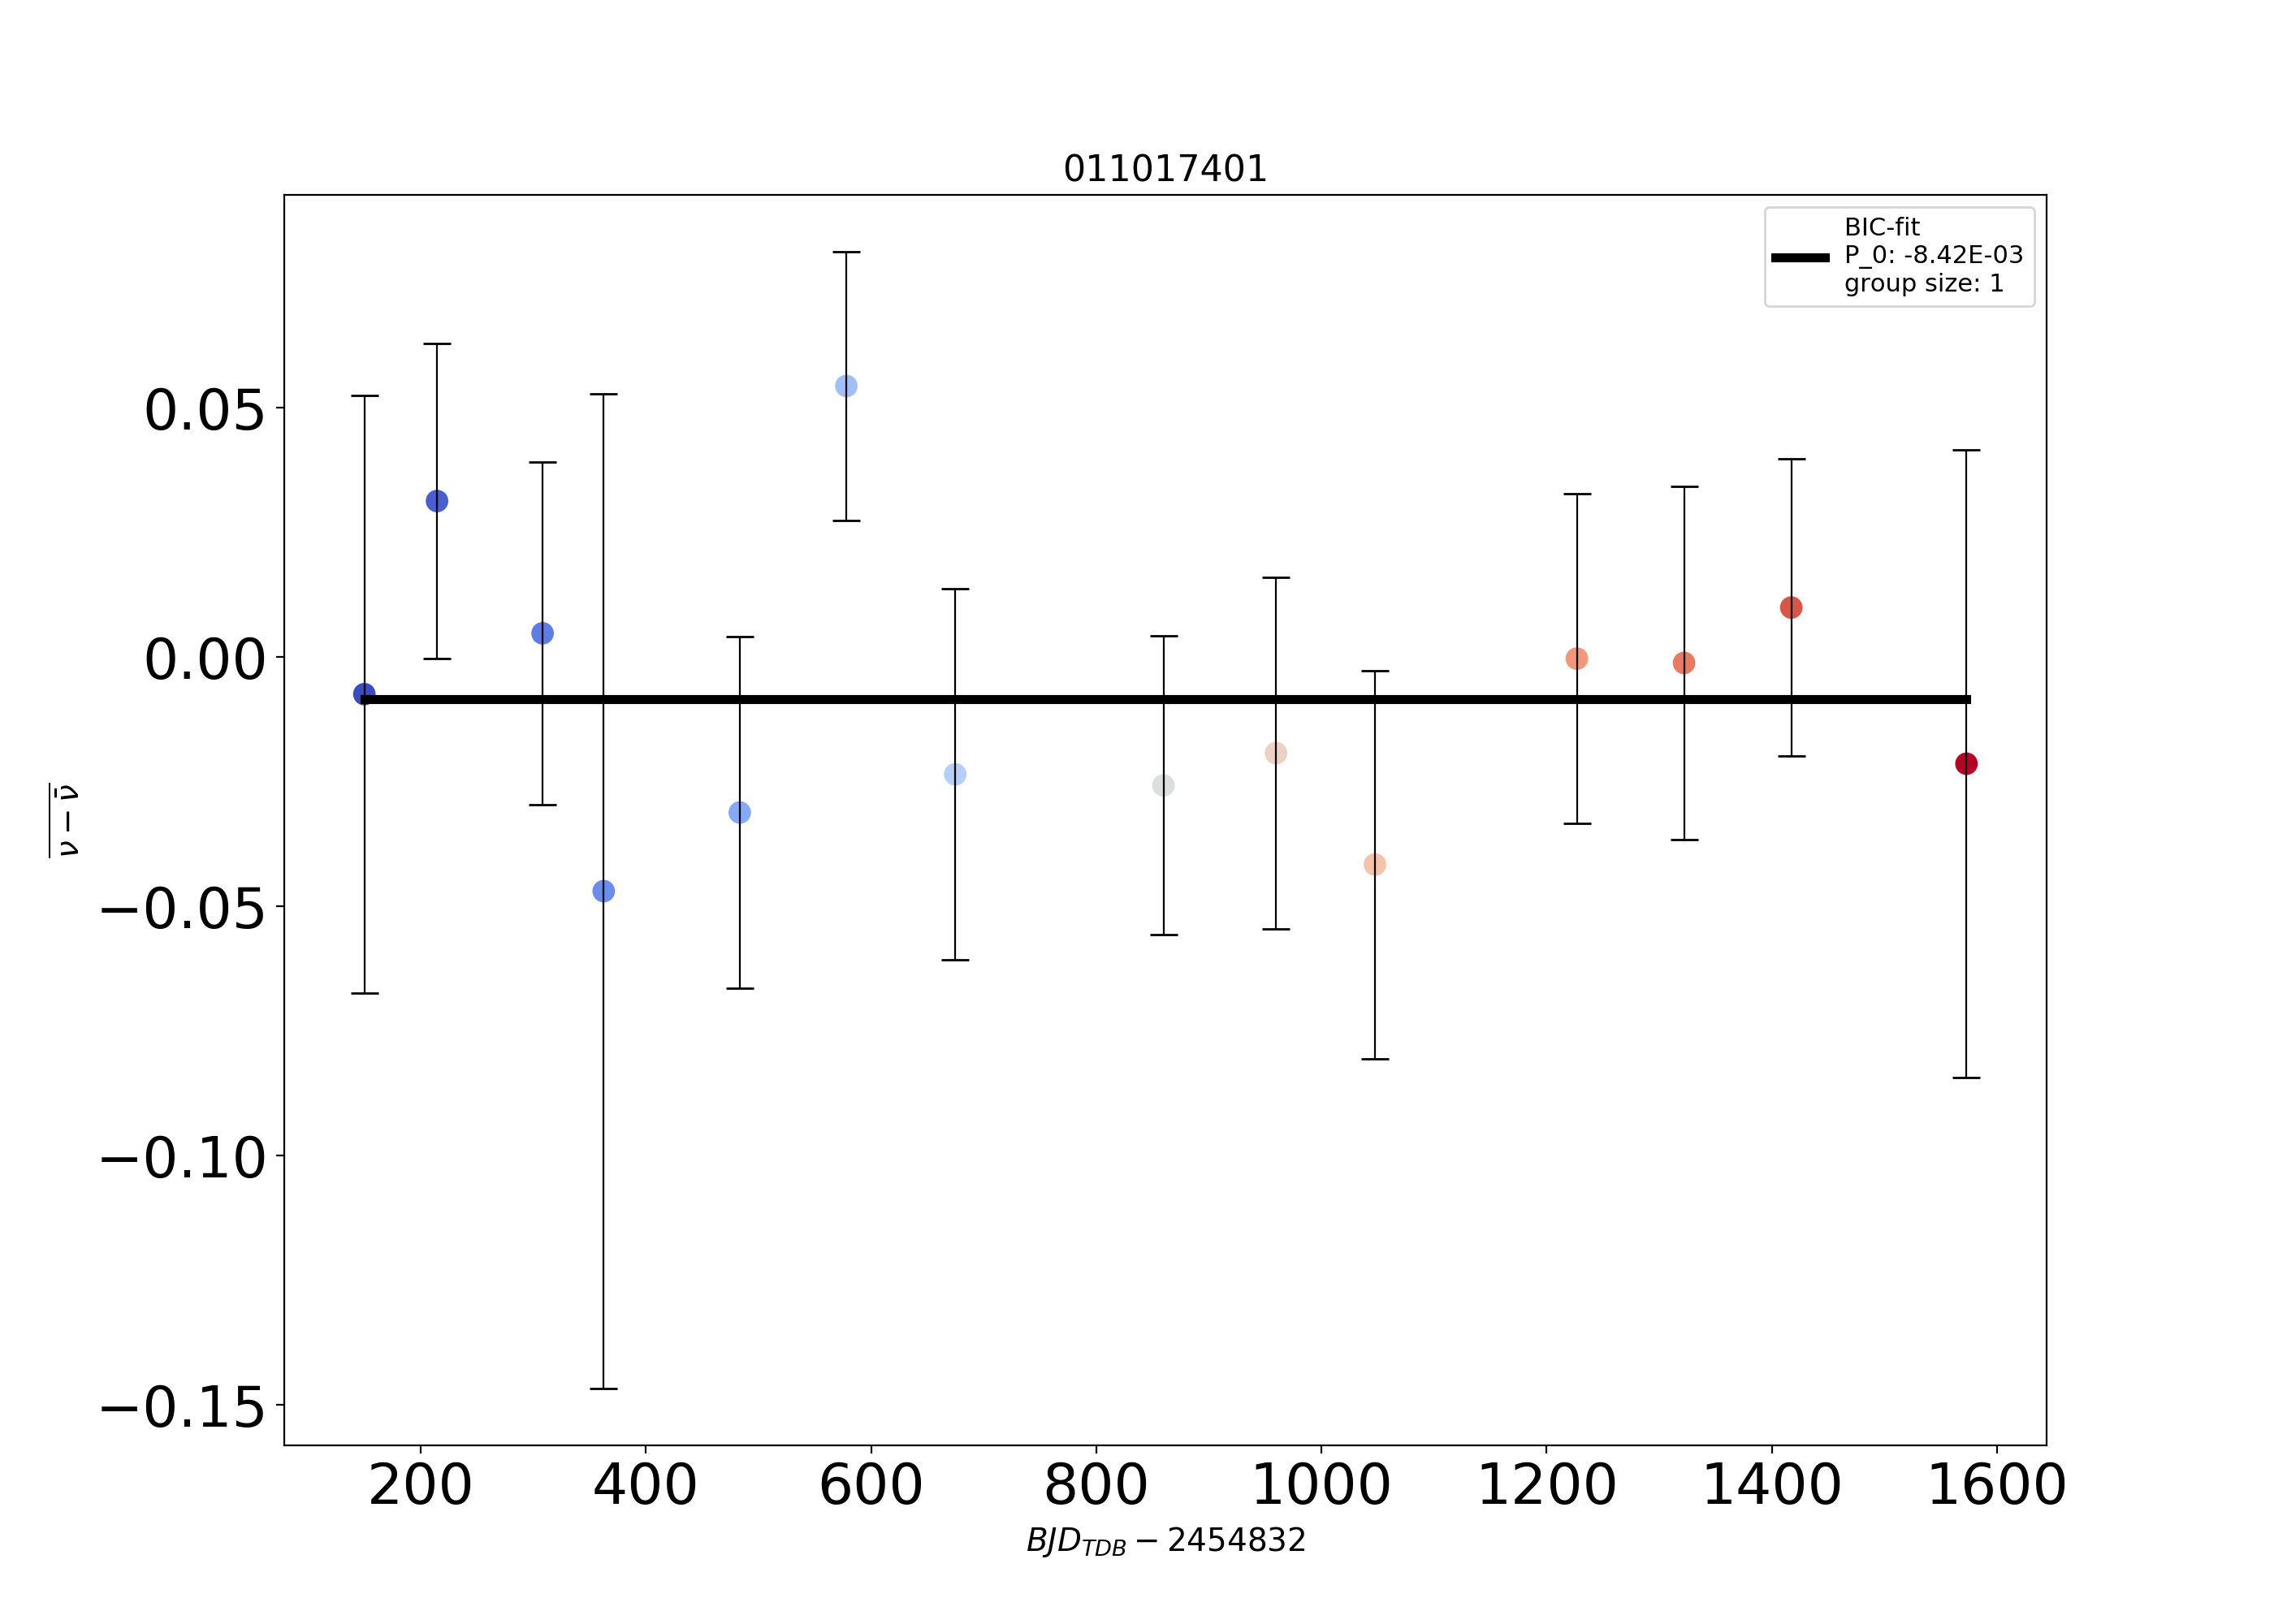 011017401
BIC-fit
P_0: -8.42E-03
group size: 1
0.05
0.00
−0.05
−0.10
−0.15
ν − ν̄
200 400 600 800 1000 1200 1400 1600
BJD_TDB − 2454832